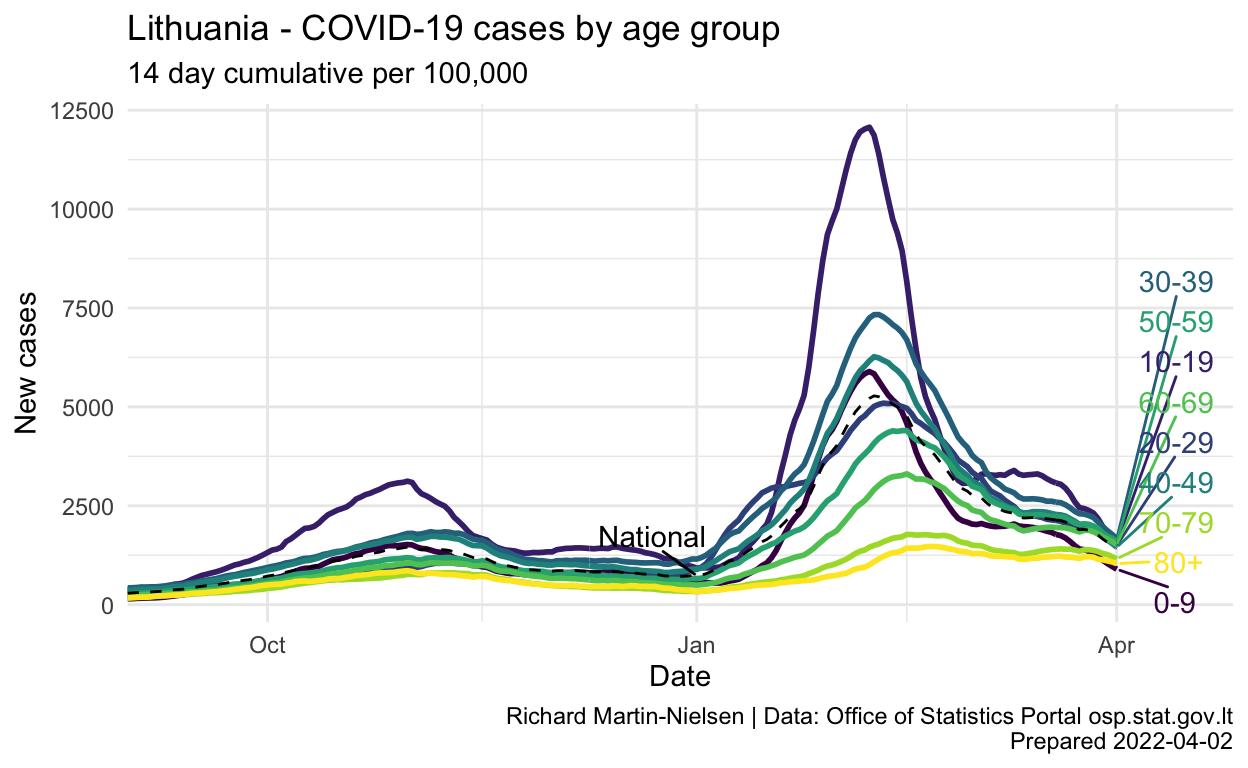 Lithuania - COVID-19 cases by age group
14 day cumulative per 100,000
12500
10000
7500
5000
2500
0
New cases
National
30-39
50-59
10-19
60-69
20-29
40-49
70-79
80+
0-9
Oct
Jan
Apr
Date
Richard Martin-Nielsen | Data: Office of Statistics Portal osp.stat.gov.lt
Prepared 2022-04-02